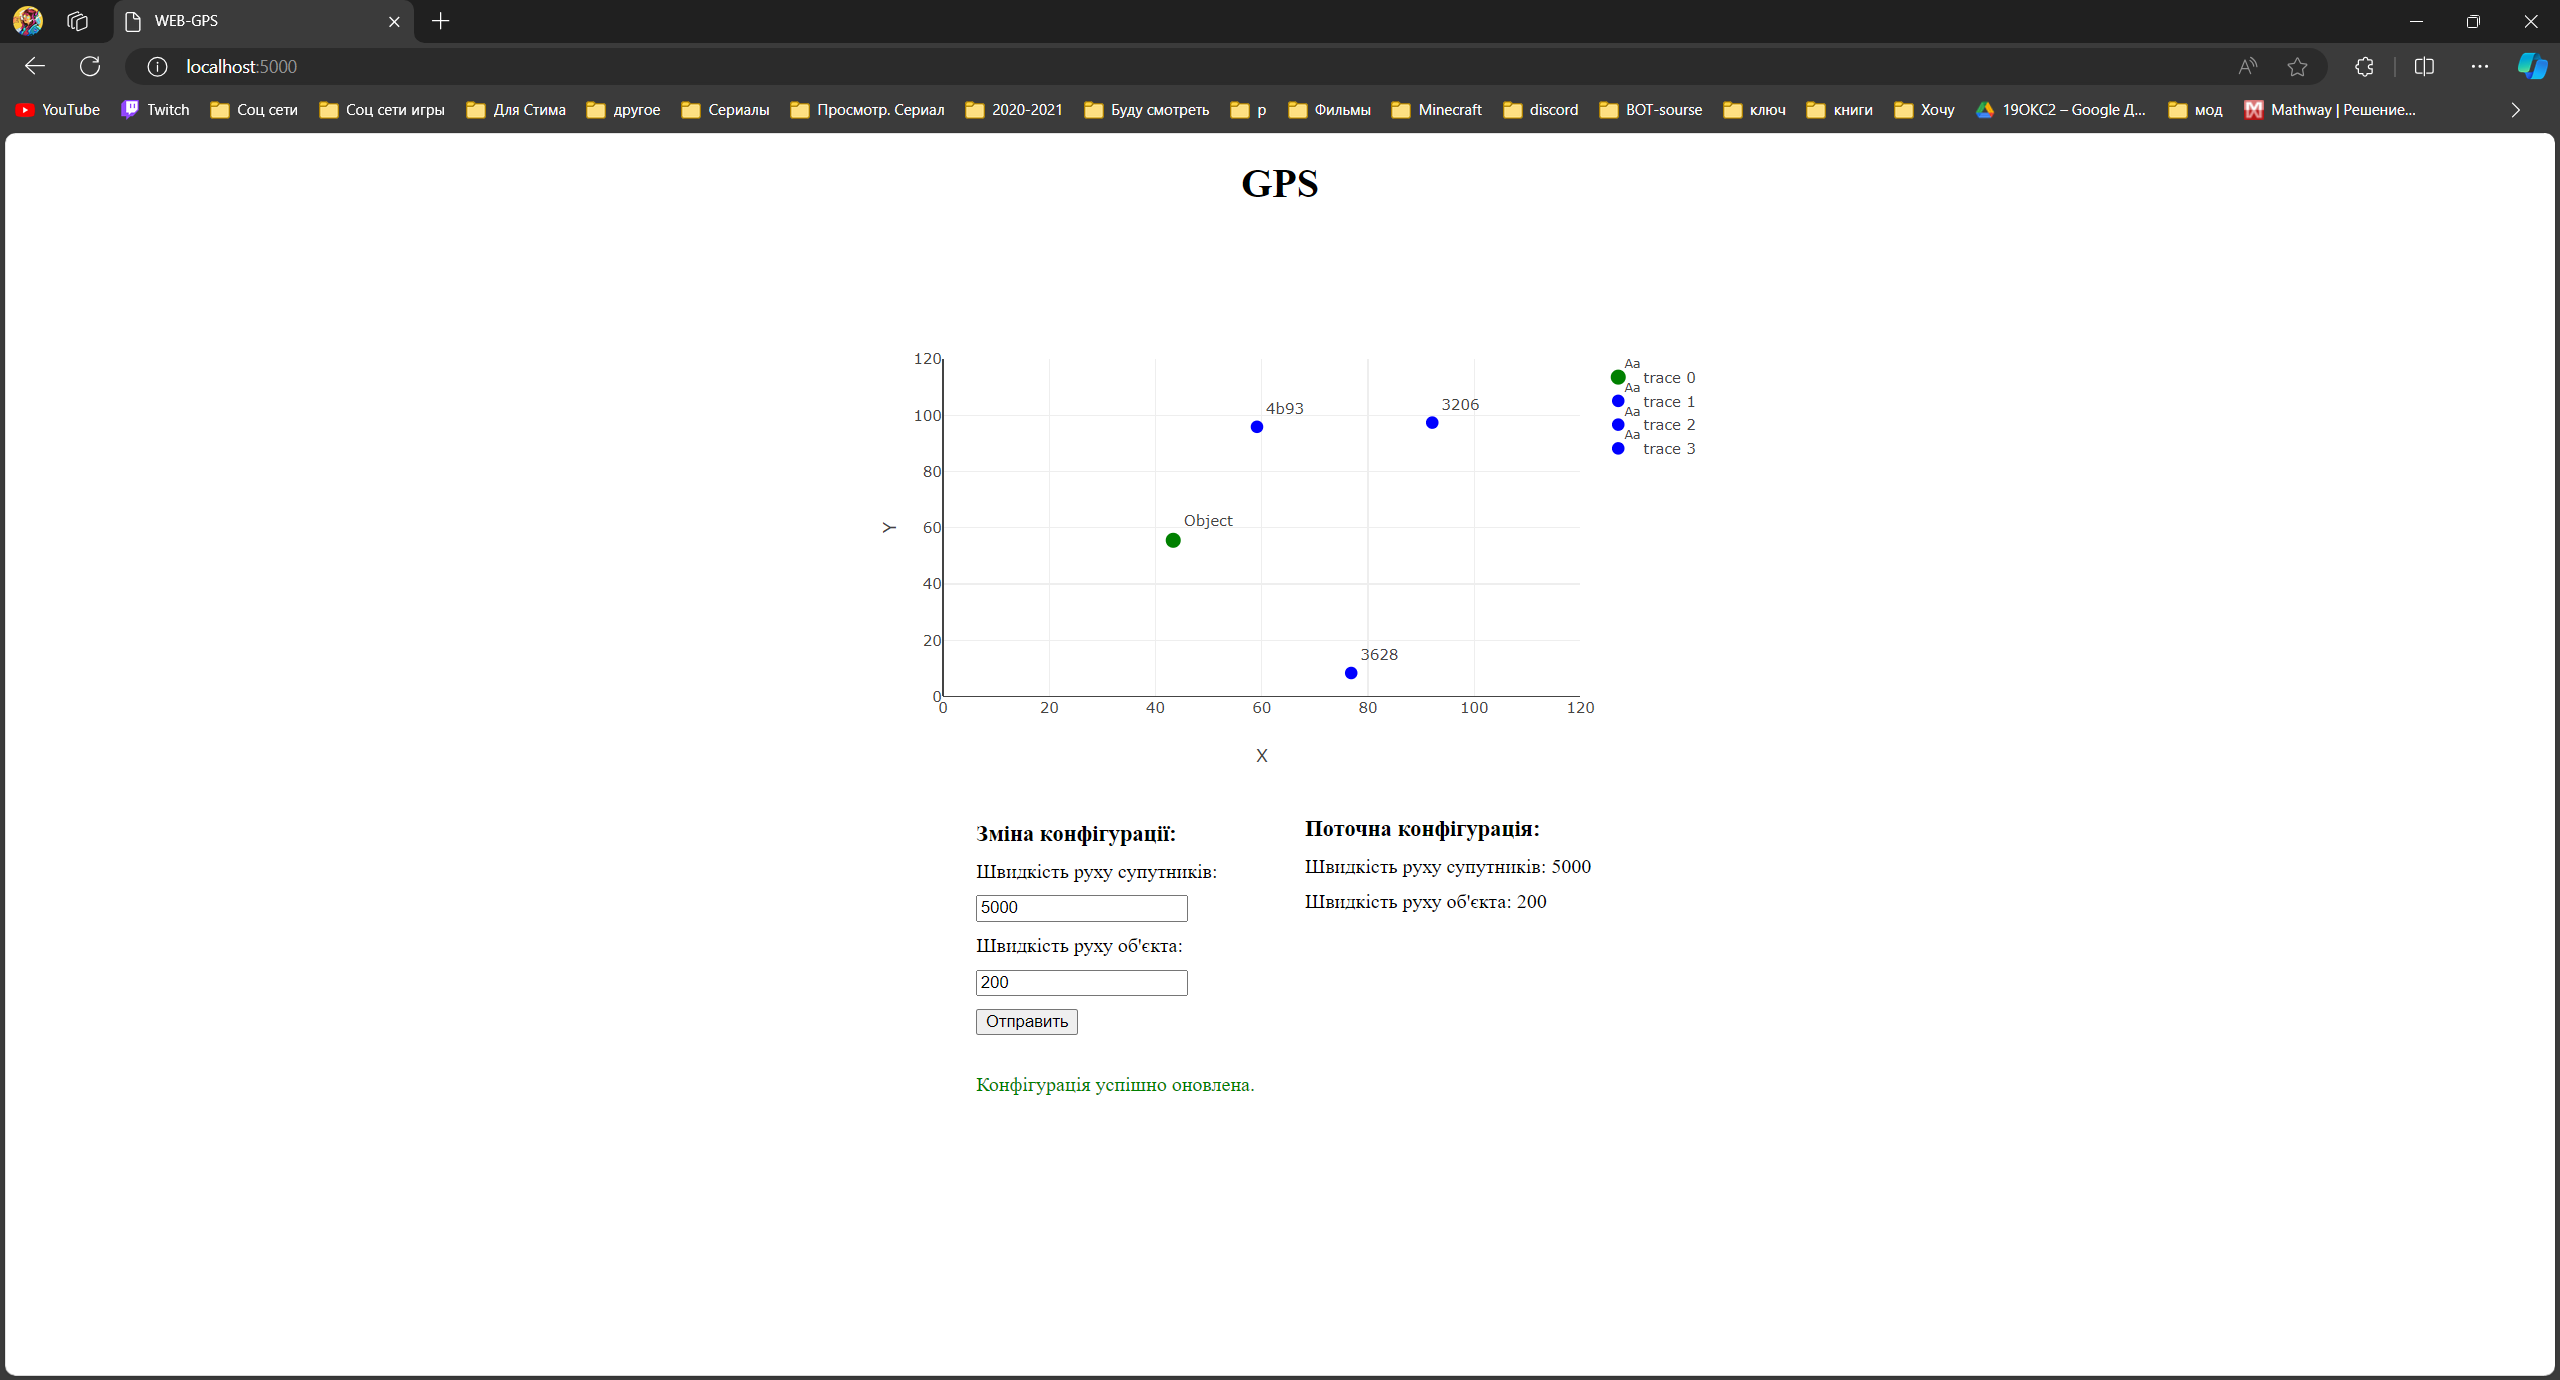 WEB-GPS
localhost:5000
YouTube Twitch Соц сети Соц сети игры Для Стима другое Сериалы Просмотр. Сериал 2020-2021 Буду смотреть р Фильмы Minecraft discord BOT-sourse ключ книги Хочу 19ОКС2 – Google Д... мод Mathway | Решение...
GPS
120
100
80
60
40
20
0
Y
4b93
3206
Object
3628
0 20 40 60 80 100 120
X
Aa trace 0
Aa trace 1
Aa trace 2
Aa trace 3
Зміна конфігурації:
Швидкість руху супутників:
5000
Швидкість руху об'єкта:
200
Отправить
Конфігурація успішно оновлена.
Поточна конфігурація:
Швидкість руху супутників: 5000
Швидкість руху об'єкта: 200